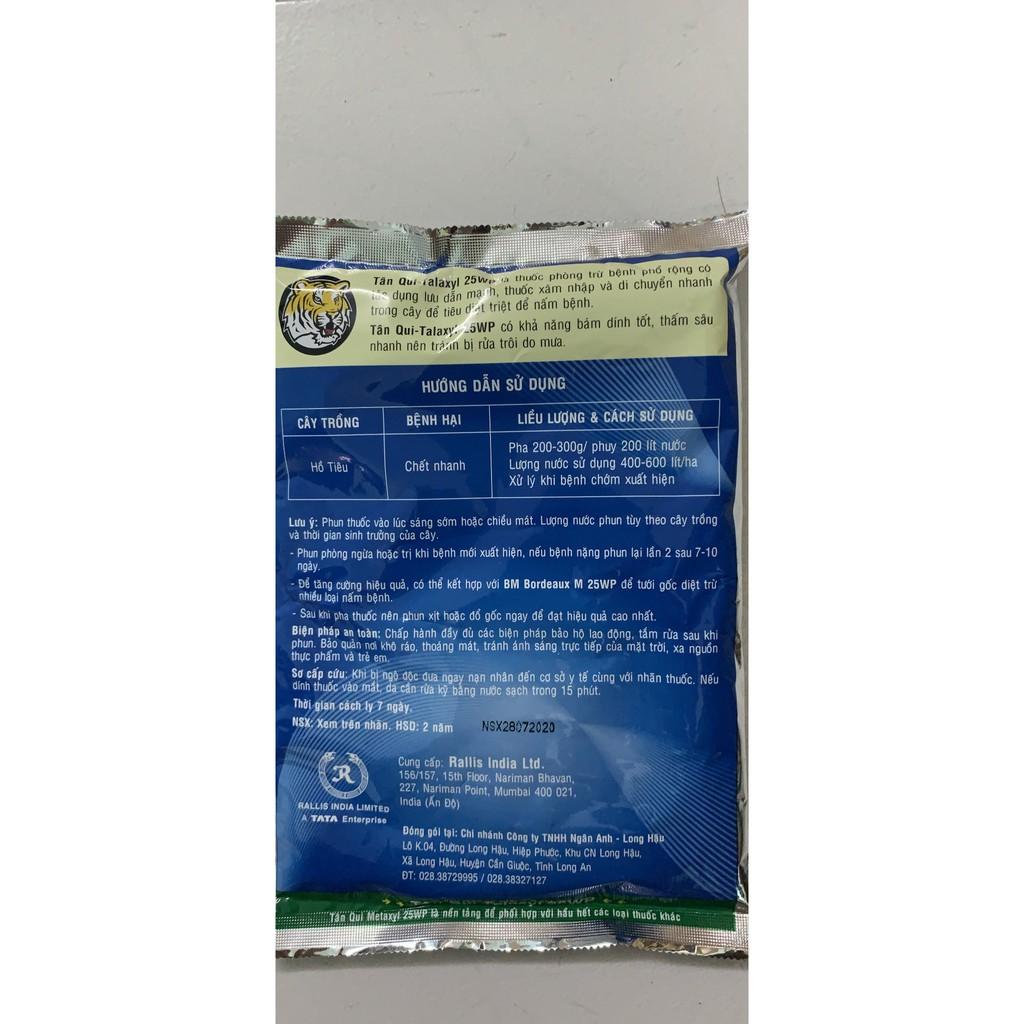 Tân Qui-Talaxyl 25WP là thuốc phòng trừ bệnh phổ rộng có
tác dụng lưu dẫn mạnh, thuốc xâm nhập và di chuyển nhanh
trong cây để tiêu diệt triệt để nấm bệnh.
Tân Qui-Talaxyl 25WP có khả năng bám dính tốt, thấm sâu
nhanh nên tránh bị rửa trôi do mưa.
HƯỚNG DẪN SỬ DỤNG
CÂY TRỒNG BỆNH HẠI LIỀU LƯỢNG & CÁCH SỬ DỤNG
Hồ Tiêu Chết nhanh
Pha 200-300g/ phuy 200 lít nước
Lượng nước sử dụng 400-600 lít/ha
Xử lý khi bệnh chớm xuất hiện
Lưu ý: Phun thuốc vào lúc sáng sớm hoặc chiều mát. Lượng nước phun tùy theo cây trồng
và thời gian sinh trưởng của cây.
- Phun phòng ngừa hoặc trị khi bệnh mới xuất hiện, nếu bệnh nặng phun lại lần 2 sau 7-10
ngày.
- Để tăng cường hiệu quả, có thể kết hợp với BM Bordeaux M 25WP để tưới gốc diệt trừ
nhiều loại nấm bệnh.
- Sau khi pha thuốc nên phun xịt hoặc đổ gốc ngay để đạt hiệu quả cao nhất.
Biện pháp an toàn: Chấp hành đầy đủ các biện pháp bảo hộ lao động, tắm rửa sau khi
phun. Bảo quản nơi khô ráo, thoáng mát, tránh ánh sáng trực tiếp của mặt trời, xa nguồn
thực phẩm và trẻ em.
Sơ cấp cứu: Khi bị ngộ độc đưa ngay nạn nhân đến cơ sở y tế cùng với nhãn thuốc. Nếu
dính thuốc vào mắt, da cần rửa kỹ bằng nước sạch trong 15 phút.
Thời gian cách ly 7 ngày.
NSX: Xem trên nhãn. HSD: 2 năm NSX28072020
R
RALLIS INDIA LIMITED
A TATA Enterprise
Cung cấp: Rallis India Ltd.
156/157, 15th Floor, Nariman Bhavan,
227, Nariman Point, Mumbai 400 021,
India (Ấn Độ)
Đóng gói tại: Chi nhánh Công ty TNHH Ngân Anh - Long Hậu
Lô K.04, Đường Long Hậu, Hiệp Phước, Khu CN Long Hậu,
Xã Long Hậu, Huyện Cần Giuộc, Tỉnh Long An
ĐT: 028.38729995 / 028.38327127
Tân Qui Metaxyl 25WP là nền tảng để phối hợp với hầu hết các loại thuốc khác